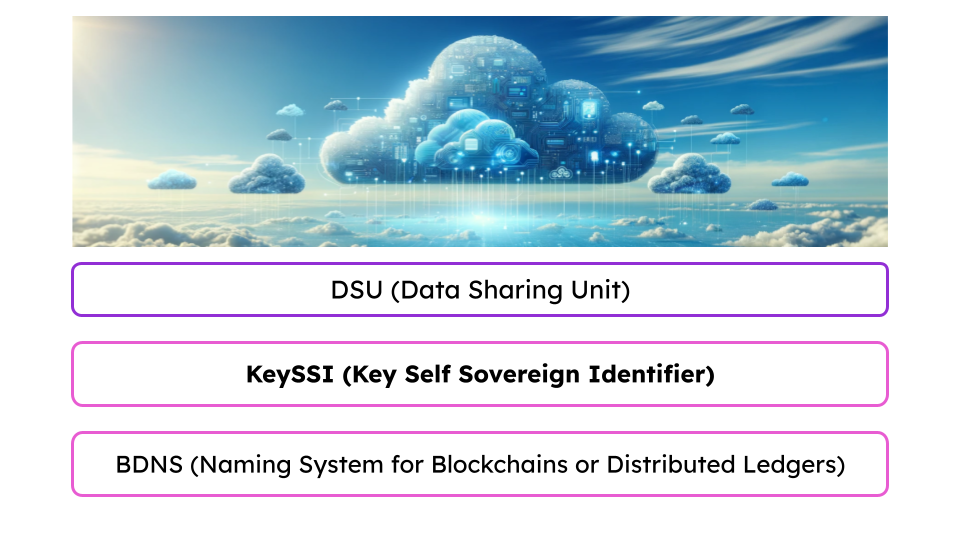 DSU (Data Sharing Unit)
KeySSI (Key Self Sovereign Identifier)
BDNS (Naming System for Blockchains or Distributed Ledgers)